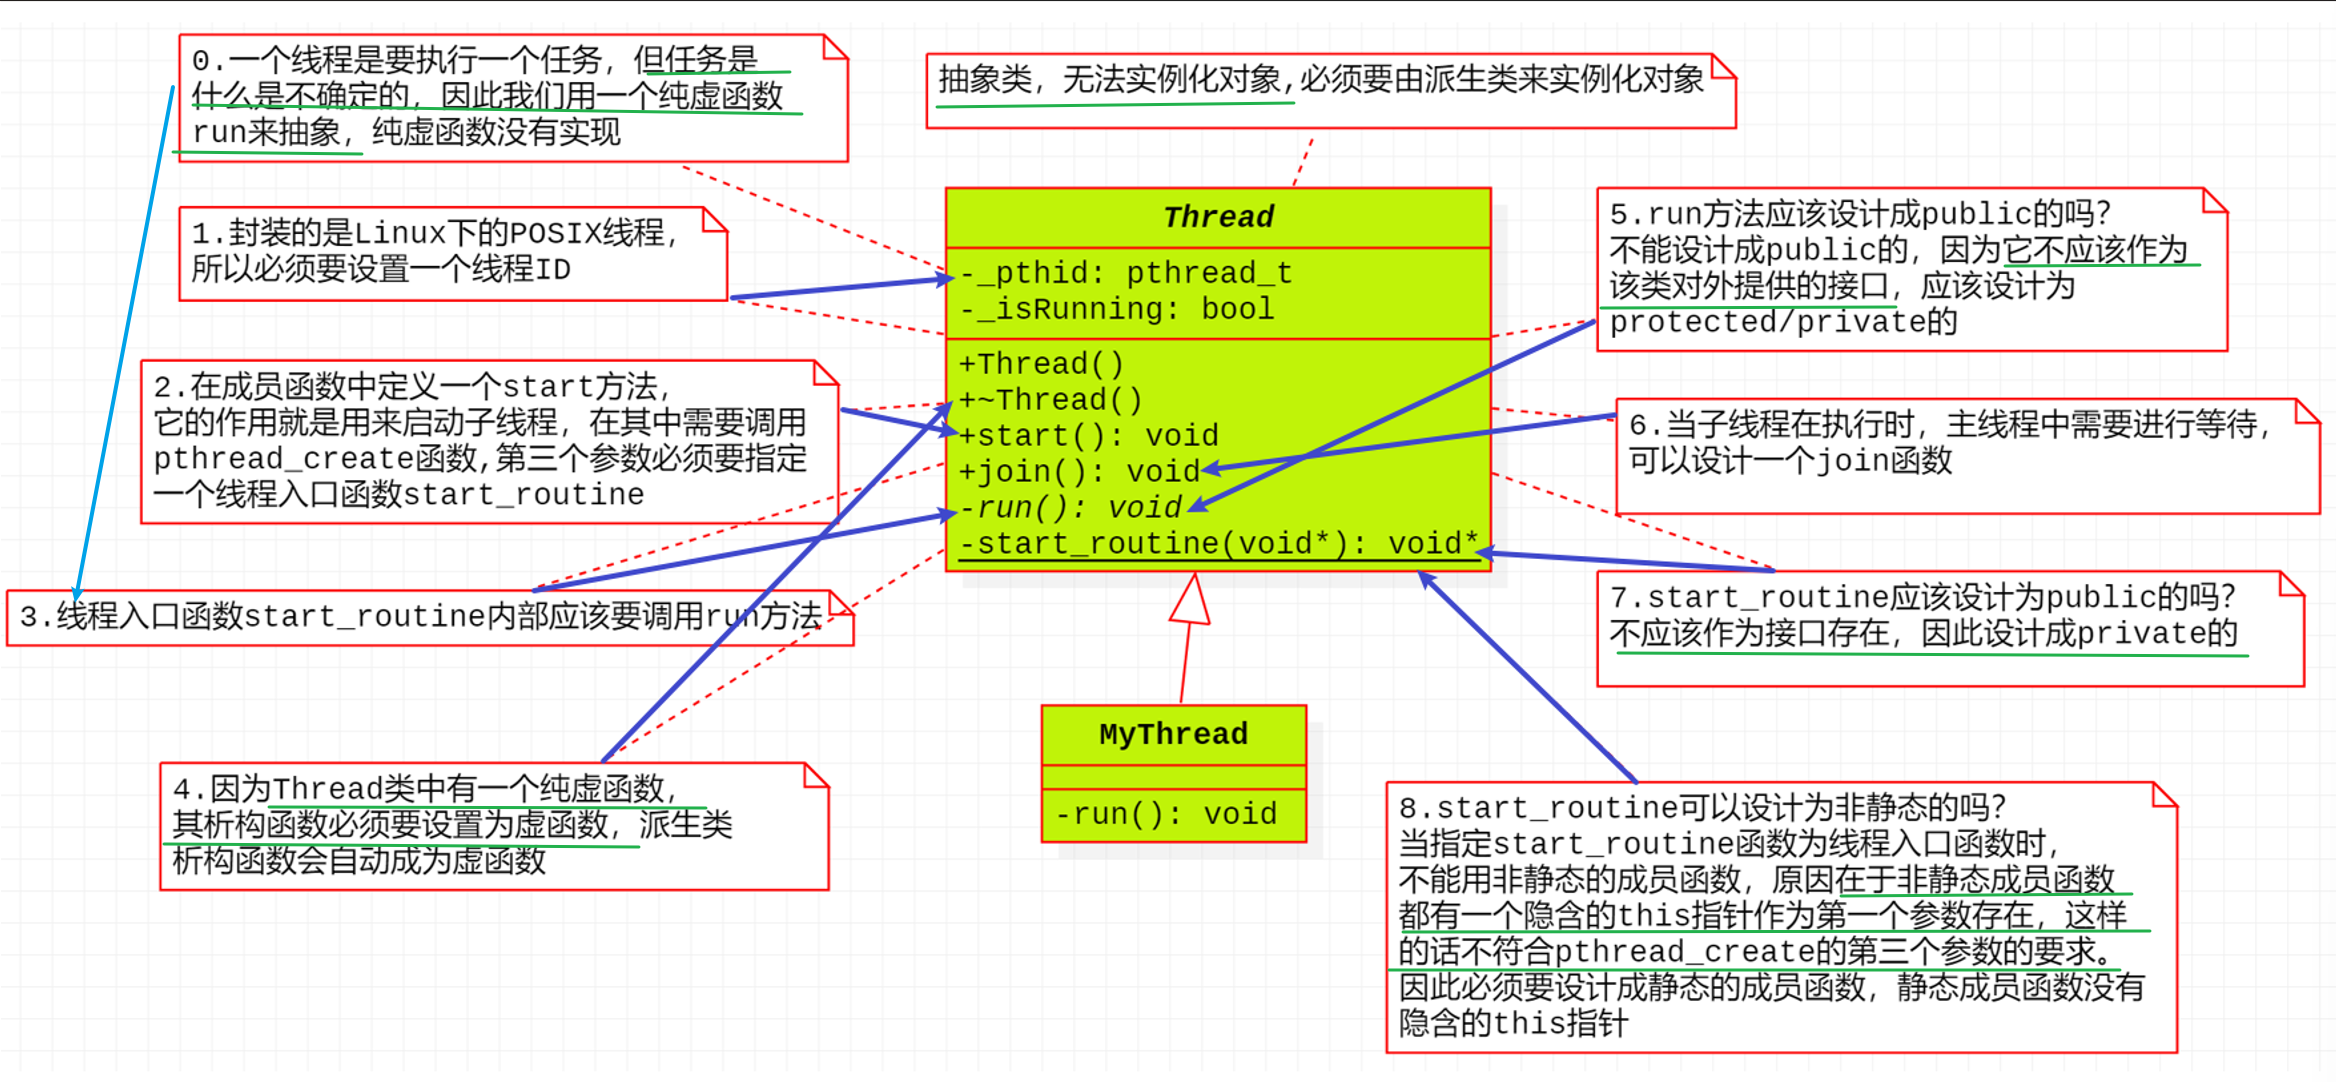 0.一个线程是要执行一个任务，但任务是
什么是不确定的，因此我们用一个纯虚函数
run来抽象，纯虚函数没有实现
抽象类，无法实例化对象,必须要由派生类来实例化对象
1.封装的是Linux下的POSIX线程，
所以必须要设置一个线程ID
2.在成员函数中定义一个start方法，
它的作用就是用来启动子线程，在其中需要调用
pthread_create函数,第三个参数必须要指定
一个线程入口函数start_routine
3.线程入口函数start_routine内部应该要调用run方法
4.因为Thread类中有一个纯虚函数，
其析构函数必须要设置为虚函数，派生类
析构函数会自动成为虚函数
Thread
-_pthid: pthread_t
-_isRunning: bool
+Thread()
+~Thread()
+start(): void
+join(): void
-run(): void
-start_routine(void*): void*
MyThread
-run(): void
5.run方法应该设计成public的吗？
不能设计成public的，因为它不应该作为
该类对外提供的接口，应该设计为
protected/private的
6.当子线程在执行时，主线程中需要进行等待，
可以设计一个join函数
7.start_routine应该设计为public的吗？
不应该作为接口存在，因此设计成private的
8.start_routine可以设计为非静态的吗？
当指定start_routine函数为线程入口函数时，
不能用非静态的成员函数，原因在于非静态成员函数
都有一个隐含的this指针作为第一个参数存在，这样
的话不符合pthread_create的第三个参数的要求。
因此必须要设计成静态的成员函数，静态成员函数没有
隐含的this指针